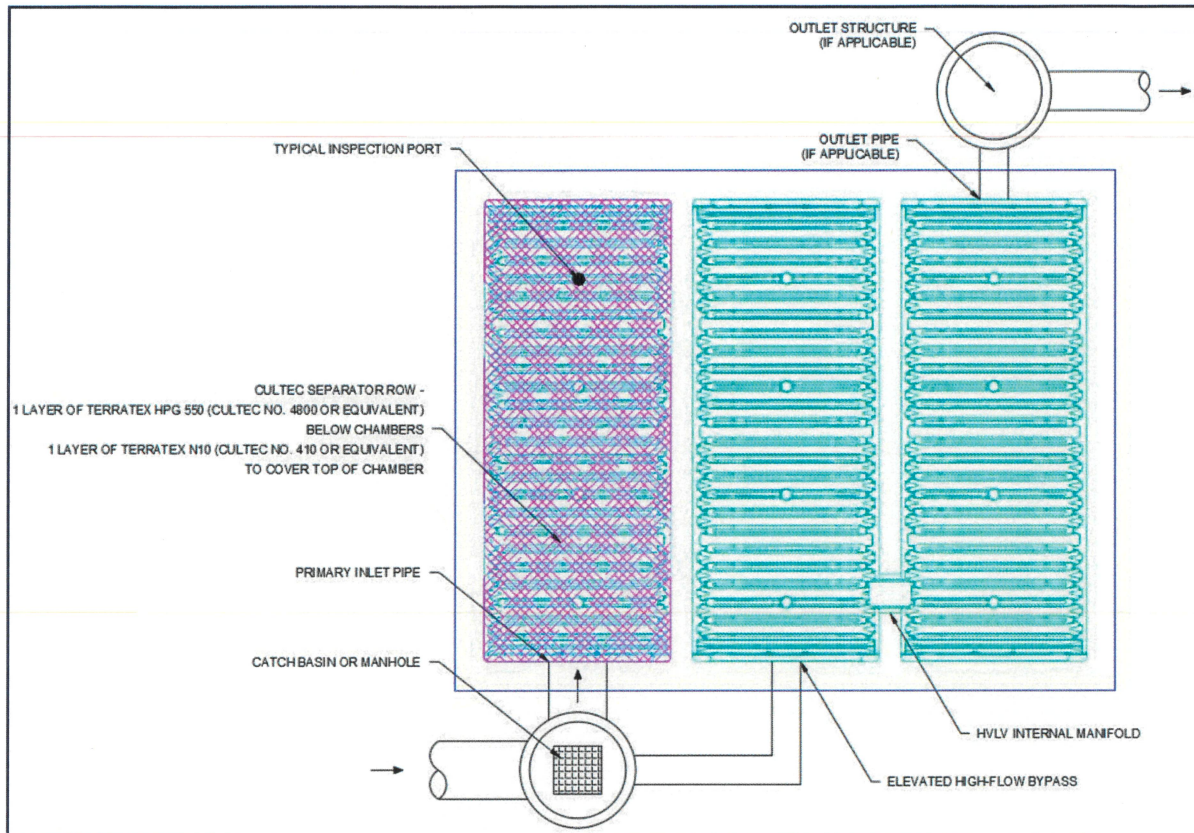 OUTLET STRUCTURE
(IF APPLICABLE)
TYPICAL INSPECTION PORT
OUTLET PIPE
(IF APPLICABLE)
CULTEC SEPARATOR ROW -
1 LAYER OF TERRATEX HPG 550 (CULTEC NO. 4800 OR EQUIVALENT)
BELOW CHAMBERS
1 LAYER OF TERRATEX N10 (CULTEC NO. 410 OR EQUIVALENT)
TO COVER TOP OF CHAMBER
PRIMARY INLET PIPE
CATCH BASIN OR MANHOLE
HVLV INTERNAL MANIFOLD
ELEVATED HIGH-FLOW BYPASS